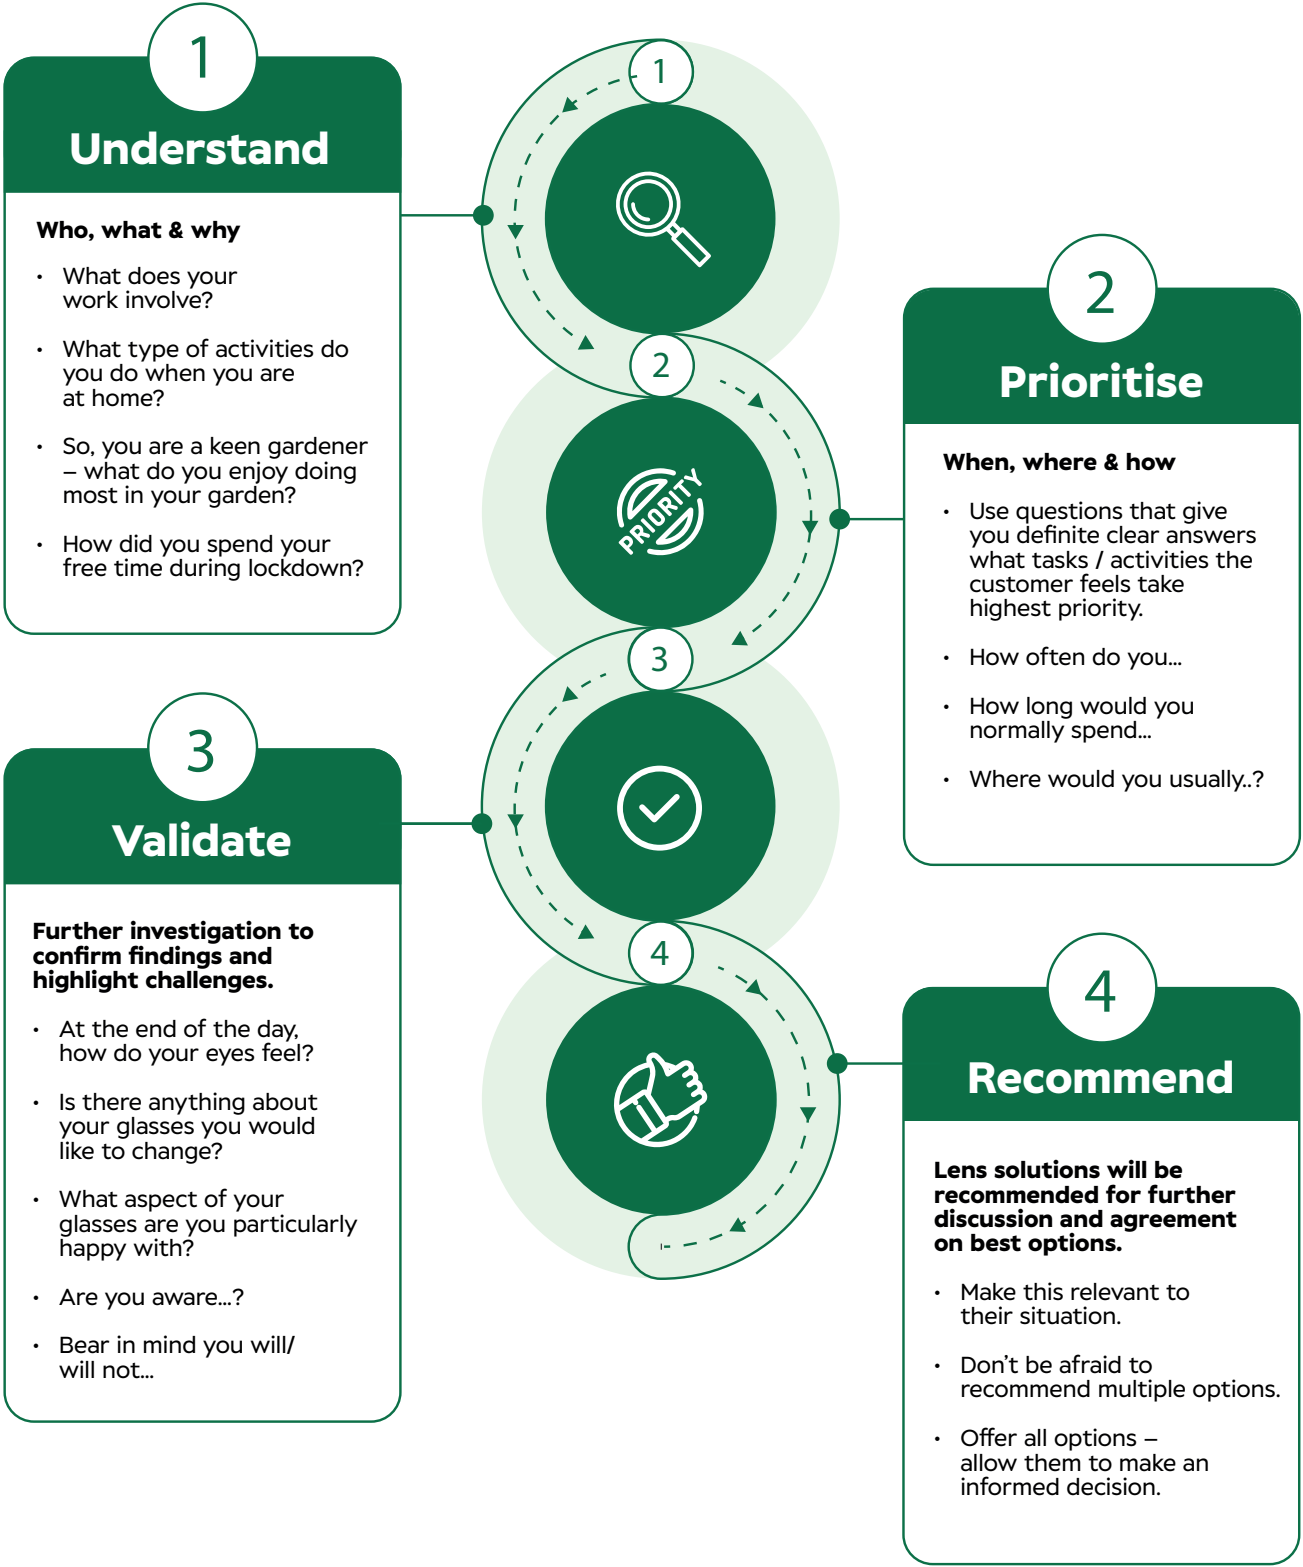 1
Understand
Who, what & why
• What does your
work involve?
• What type of activities do
you do when you are
at home?
• So, you are a keen gardener
– what do you enjoy doing
most in your garden?
• How did you spend your
free time during lockdown?
1
2
PRIORITY
3
4
2
Prioritise
When, where & how
• Use questions that give
you definite clear answers
what tasks / activities the
customer feels take
highest priority.
• How often do you...
• How long would you
normally spend...
• Where would you usually..?
3
Validate
Further investigation to
confirm findings and
highlight challenges.
• At the end of the day,
how do your eyes feel?
• Is there anything about
your glasses you would
like to change?
• What aspect of your
glasses are you particularly
happy with?
• Are you aware...?
• Bear in mind you will/
will not...
4
Recommend
Lens solutions will be
recommended for further
discussion and agreement
on best options.
• Make this relevant to
their situation.
• Don't be afraid to
recommend multiple options.
• Offer all options –
allow them to make an
informed decision.